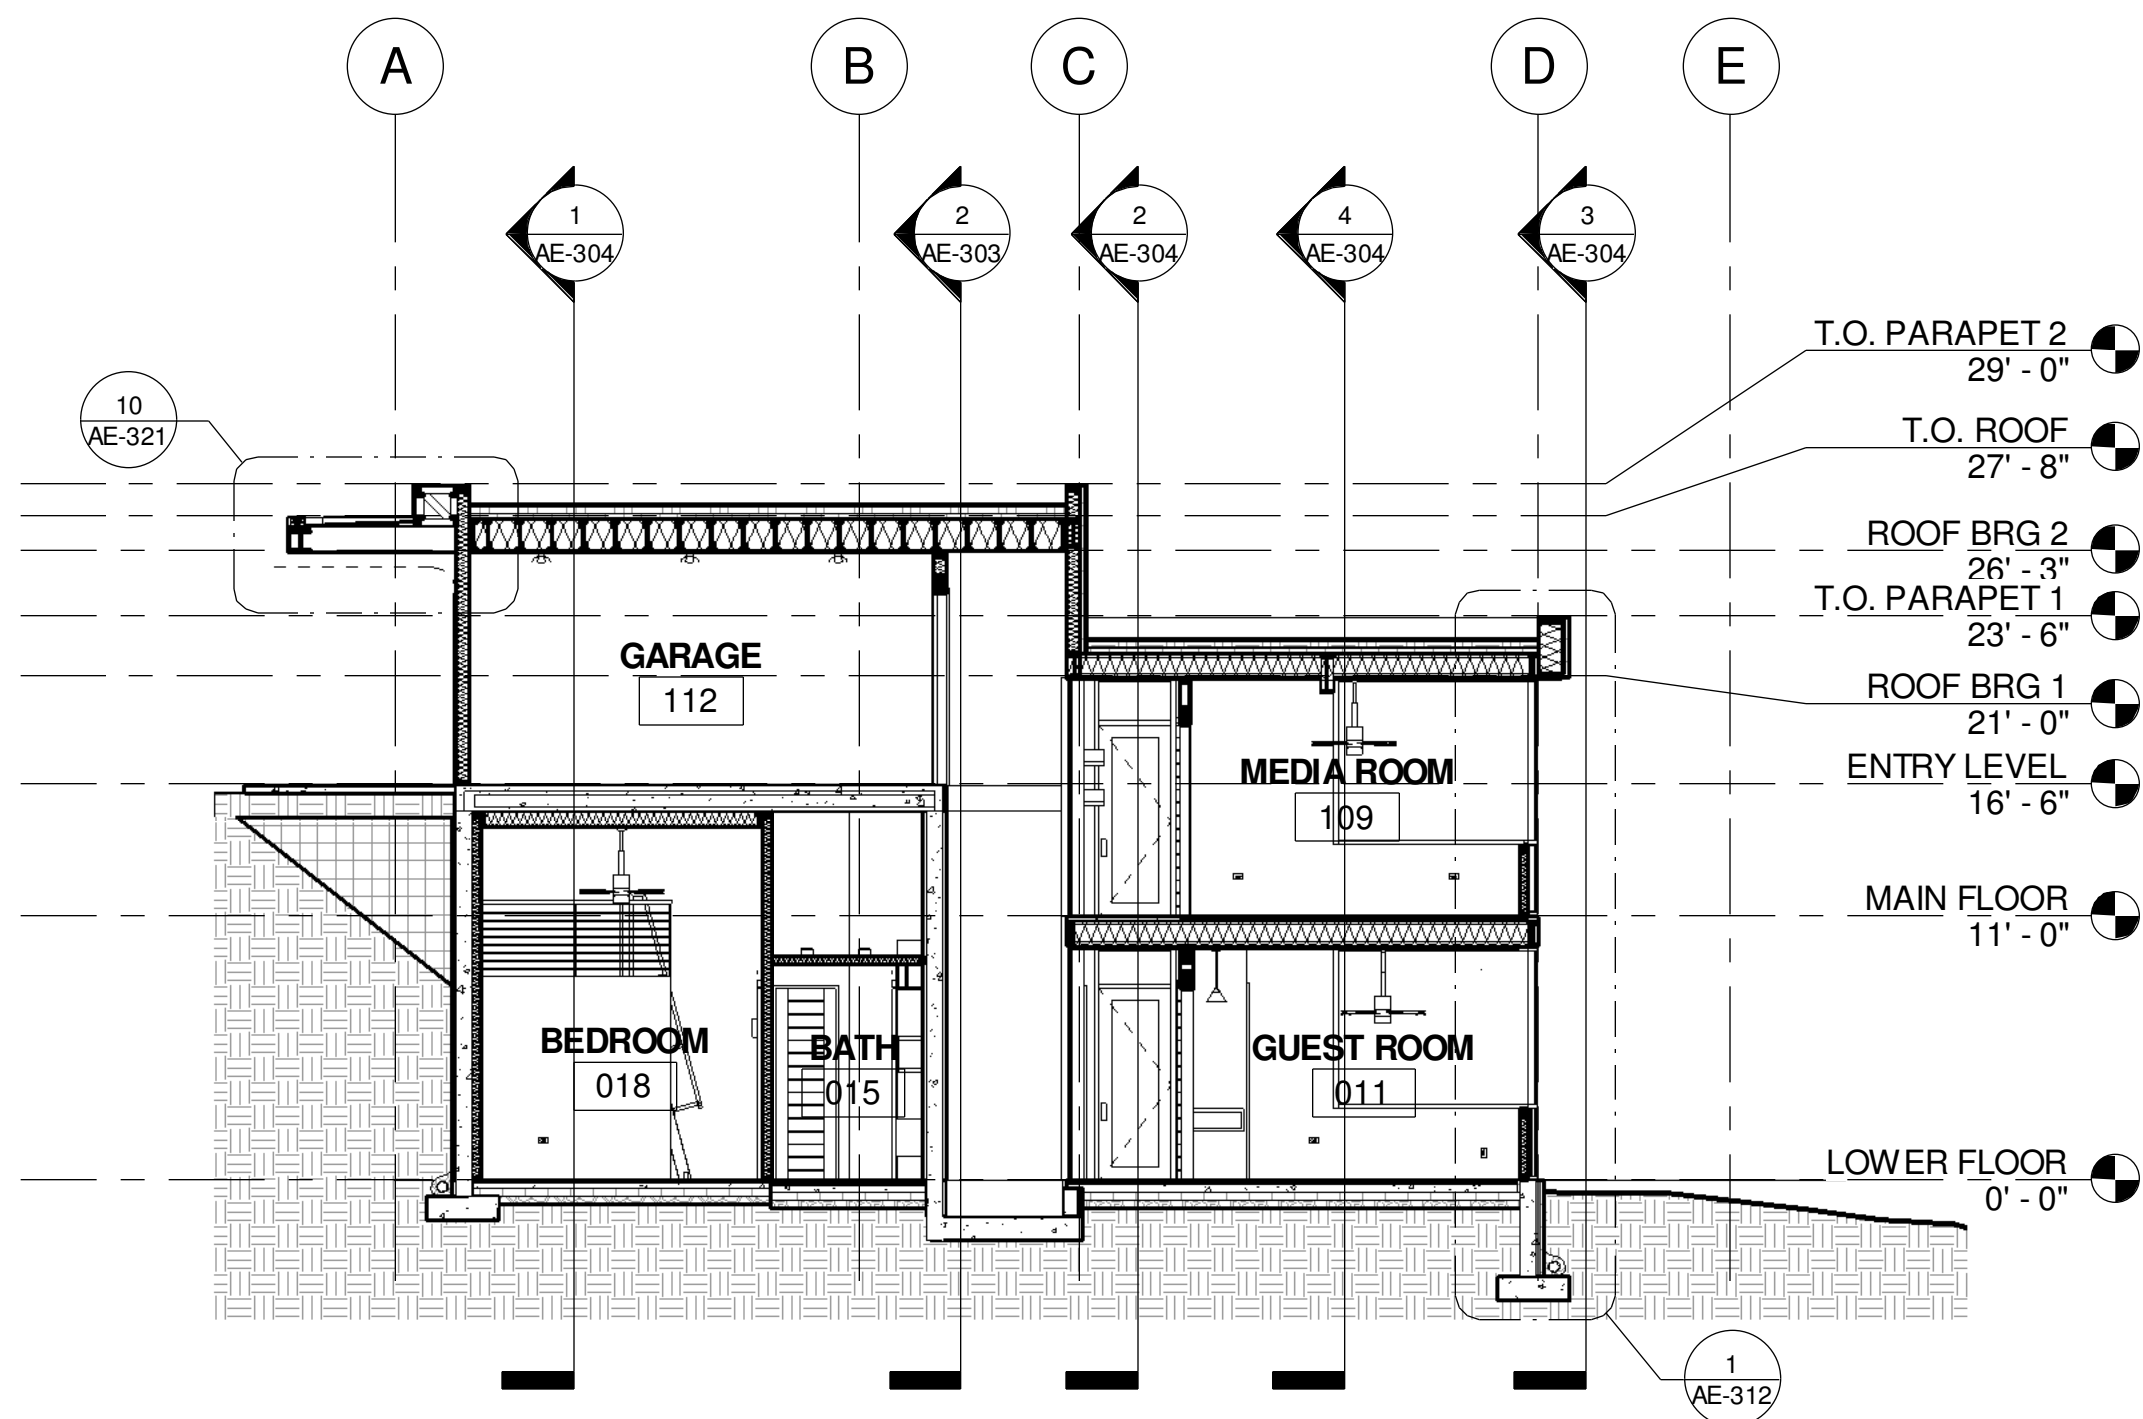 A
B
C
D
E
1
AE-304
2
AE-303
2
AE-304
4
AE-304
3
AE-304
T.O. PARAPET 2
29' - 0"
10
AE-321
T.O. ROOF
27' - 8"
ROOF BRG 2
26' - 3"
T.O. PARAPET 1
23' - 6"
GARAGE
112
ROOF BRG 1
21' - 0"
MEDIA ROOM
109
ENTRY LEVEL
16' - 6"
MAIN FLOOR
11' - 0"
BEDROOM
018
BATH
015
GUEST ROOM
011
LOWER FLOOR
0' - 0"
1
AE-312